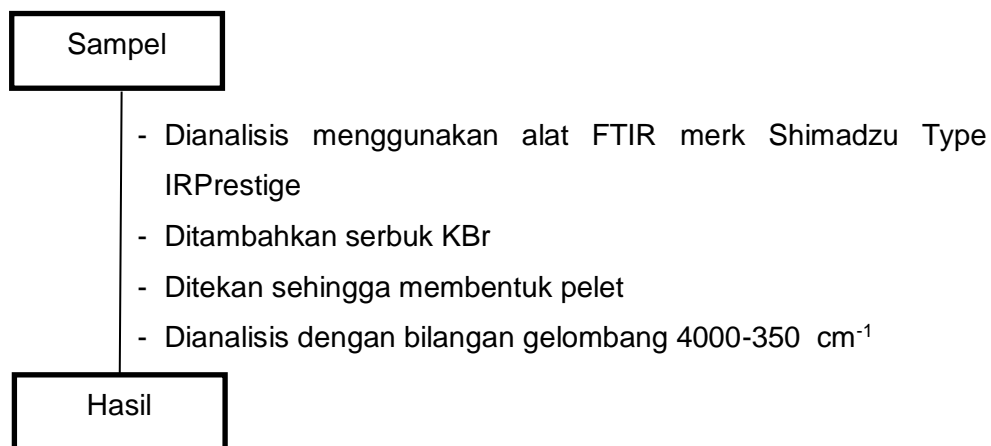 Sampel
- Dianalisis menggunakan alat FTIR merk Shimadzu Type
IRPrestige
- Ditambahkan serbuk KBr
- Ditekan sehingga membentuk pelet
- Dianalisis dengan bilangan gelombang 4000-350 cm⁻¹
Hasil